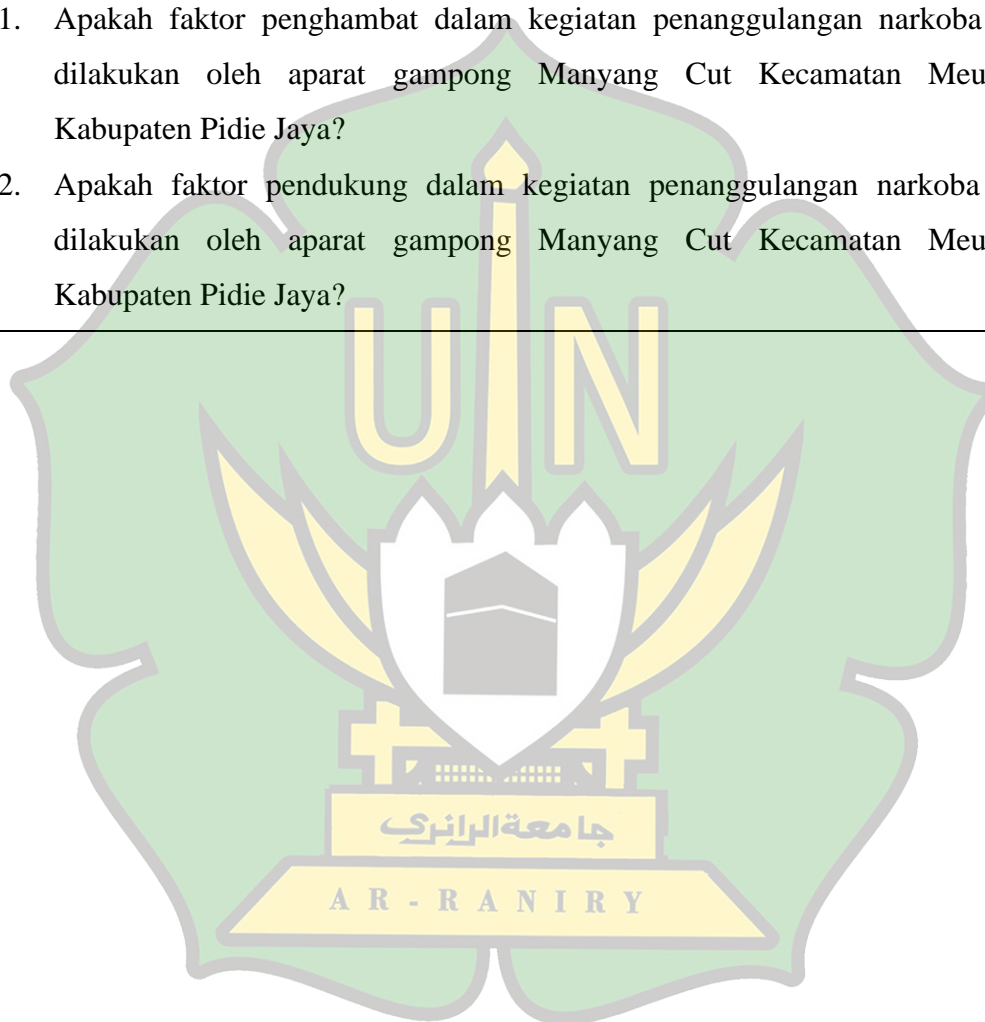 1. Apakah faktor penghambat dalam kegiatan penanggulangan narkoba
dilakukan oleh aparat gampong Manyang Cut Kecamatan Meu
Kabupaten Pidie Jaya?
2. Apakah faktor pendukung dalam kegiatan penanggulangan narkoba
dilakukan oleh aparat gampong Manyang Cut Kecamatan Meu
Kabupaten Pidie Jaya?
UIN
جامعةالرانري
AR-RANIRY